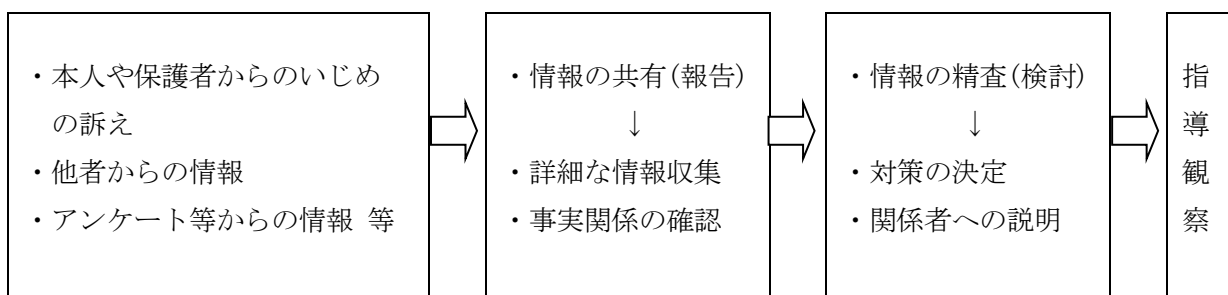 ・本人や保護者からのいじめ
の訴え
・他者からの情報
・アンケート等からの情報 等
・情報の共有(報告)
↓
・詳細な情報収集
・事実関係の確認
・情報の精査(検討)
↓
・対策の決定
・関係者への説明
指
導
観
察